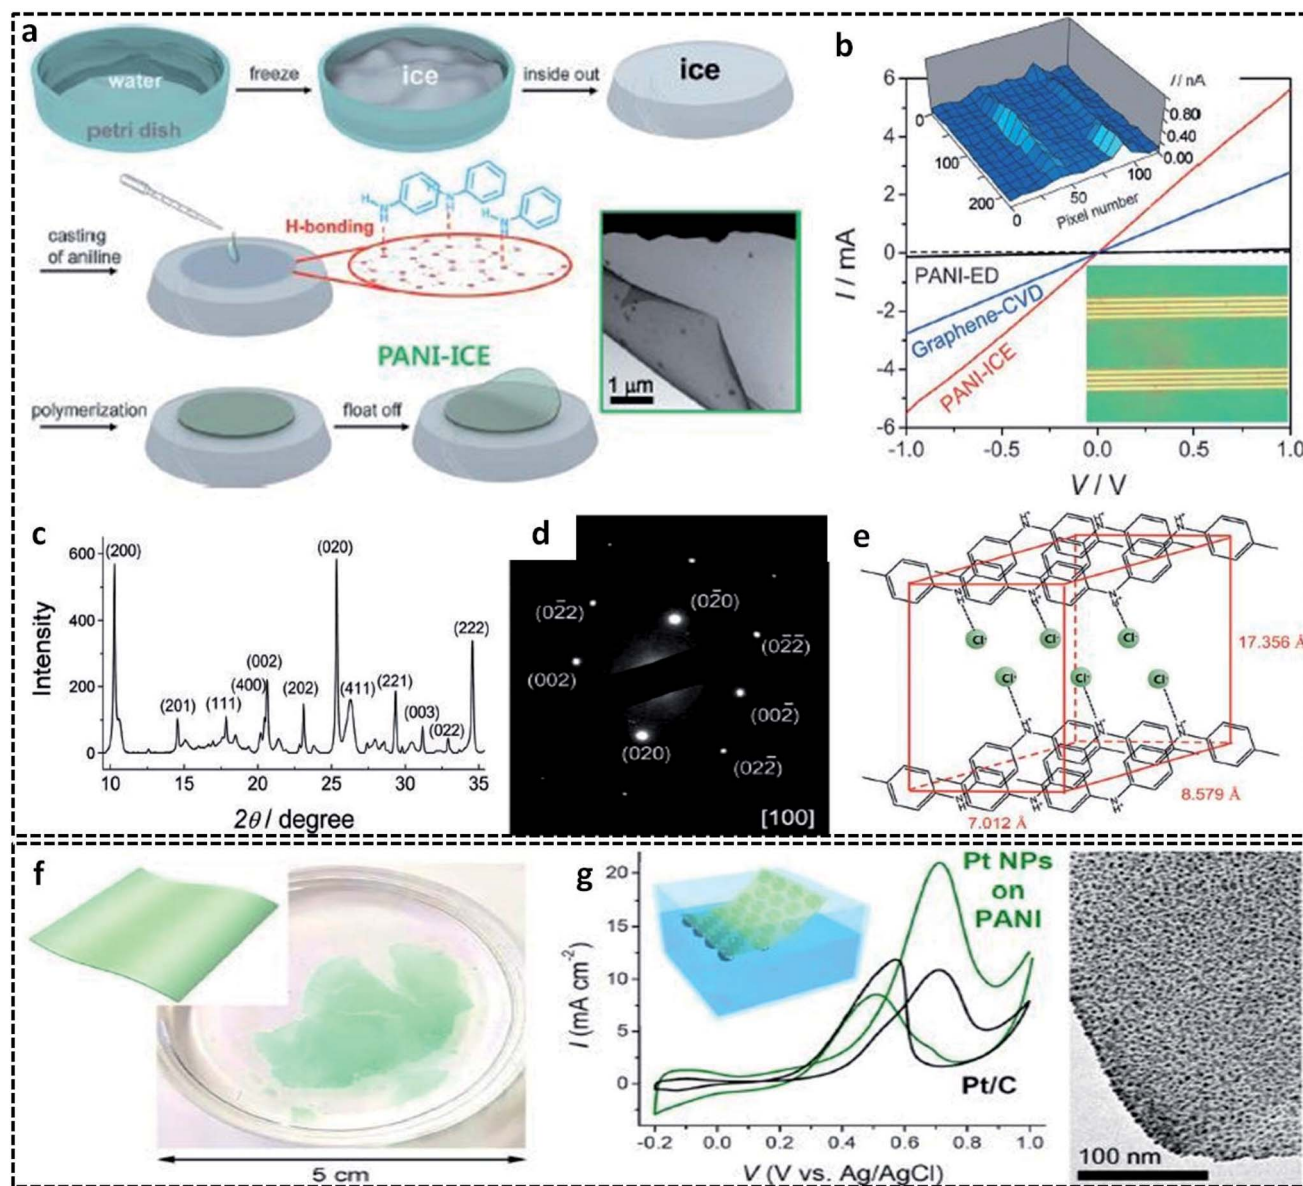 a
water
petri dish
freeze
ice
inside out
ice
casting
of aniline
H-bonding
H
N
H
N
H
N
H
polymerization
PANI-ICE
float off
1 μm
b
I / mA
6
4
2
0
-2
-4
-6
-1.0
-0.5
0.0
0.5
1.0
V / V
I / nA
0.80
0.40
0.00
0
100
200
0
50
100
Pixel number
PANI-ED
Graphene-CVD
PANI-ICE
c
Intensity
600
400
200
0
(200)
(201)
(111)
(400)
(002)
(202)
(020)
(411)
(221)
(003)
(022)
(222)
10
15
20
25
30
35
2θ / degree
d
(02̅2)
(02̅0)
(02̅2̅)
(002)
(002̅)
(020)
(022̅)
[100]
e
Cl⁻
Cl⁻
Cl⁻
Cl⁻
Cl⁻
Cl⁻
17.356 Å
8.579 Å
7.012 Å
f
5 cm
g
I (mA cm⁻²)
20
15
10
5
0
Pt NPs
on
PANI
Pt/C
-0.2
0.0
0.2
0.4
0.6
0.8
1.0
V (V vs. Ag/AgCl)
100 nm